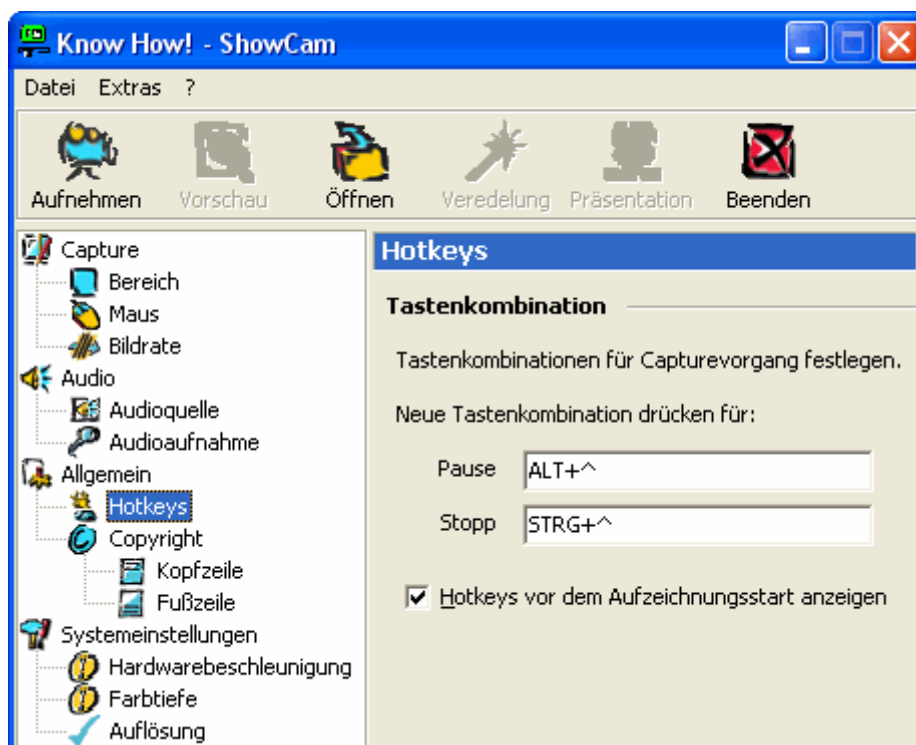 Know How! - ShowCam
Datei Extras ?
Aufnehmen Vorschau Öffnen Veredelung Präsentation Beenden
Capture
Bereich
Maus
Bildrate
Audio
Audioquelle
Audioaufnahme
Allgemein
Hotkeys
Copyright
Kopfzeile
Fußzeile
Systemeinstellungen
Hardwarebeschleunigung
Farbtiefe
Auflösung
Hotkeys
Tastenkombination
Tastenkombinationen für Capturevorgang festlegen.
Neue Tastenkombination drücken für:
Pause ALT+^
Stopp STRG+^
Hotkeys vor dem Aufzeichnungsstart anzeigen